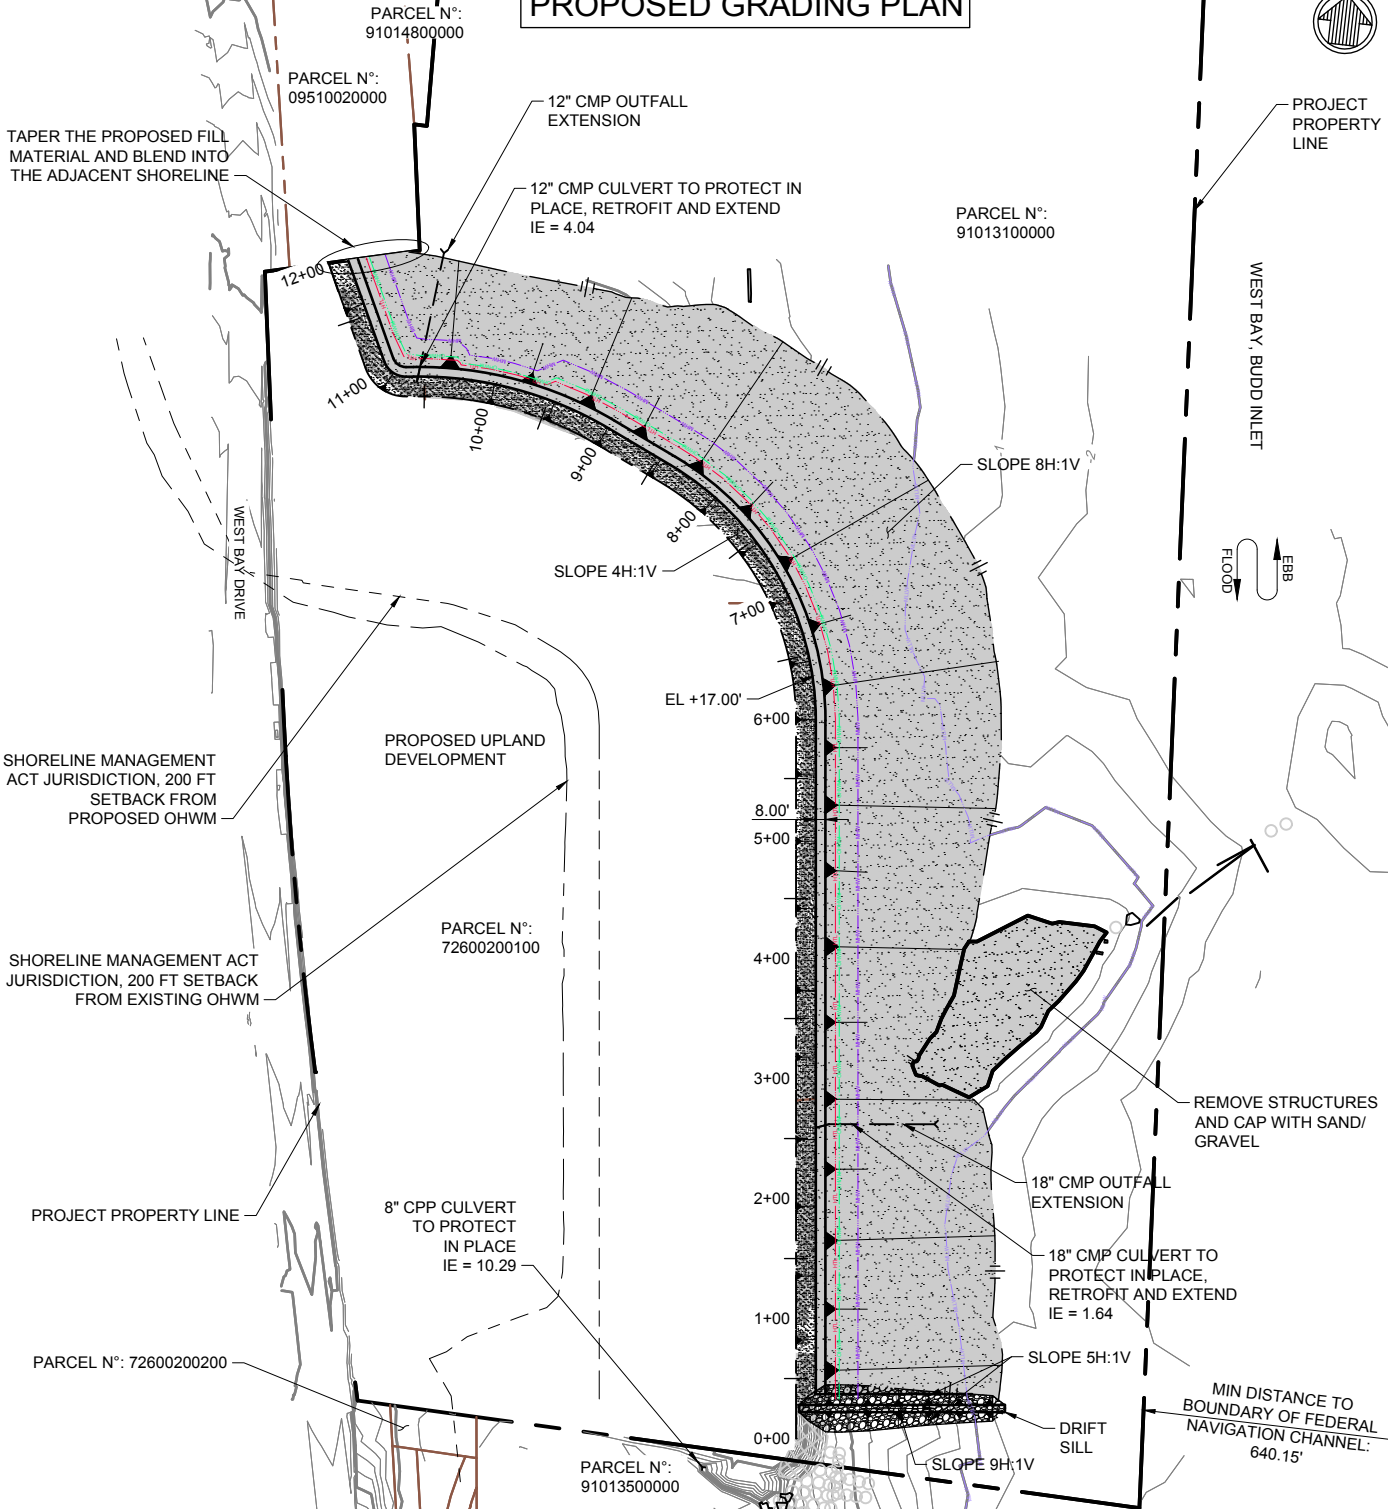 PROPOSED GRADING PLAN
PARCEL N°:
91014800000
PARCEL N°:
09510020000
12" CMP OUTFALL
EXTENSION
PROJECT
PROPERTY
LINE
TAPER THE PROPOSED FILL
MATERIAL AND BLEND INTO
THE ADJACENT SHORELINE
12" CMP CULVERT TO PROTECT IN
PLACE, RETROFIT AND EXTEND
IE = 4.04
PARCEL N°:
91013100000
12+00
WEST BAY, BUDD INLET
11+00
10+00
9+00
-1
-2
SLOPE 8H:1V
8+00
WEST BAY DRIVE
SLOPE 4H:1V
EBB
FLOOD
7+00
EL +17.00'
6+00
PROPOSED UPLAND
DEVELOPMENT
SHORELINE MANAGEMENT
ACT JURISDICTION, 200 FT
SETBACK FROM
PROPOSED OHWM
8.00'
5+00
PARCEL N°:
72600200100
4+00
SHORELINE MANAGEMENT ACT
JURISDICTION, 200 FT SETBACK
FROM EXISTING OHWM
3+00
REMOVE STRUCTURES
AND CAP WITH SAND/
GRAVEL
18" CMP OUTFALL
EXTENSION
2+00
8" CPP CULVERT
TO PROTECT
IN PLACE
IE = 10.29
PROJECT PROPERTY LINE
18" CMP CULVERT TO
PROTECT IN PLACE,
RETROFIT AND EXTEND
IE = 1.64
1+00
SLOPE 5H:1V
PARCEL N°: 72600200200
MIN DISTANCE TO
BOUNDARY OF FEDERAL
NAVIGATION CHANNEL:
640.15'
DRIFT
SILL
0+00
SLOPE 9H:1V
PARCEL N°:
91013500000